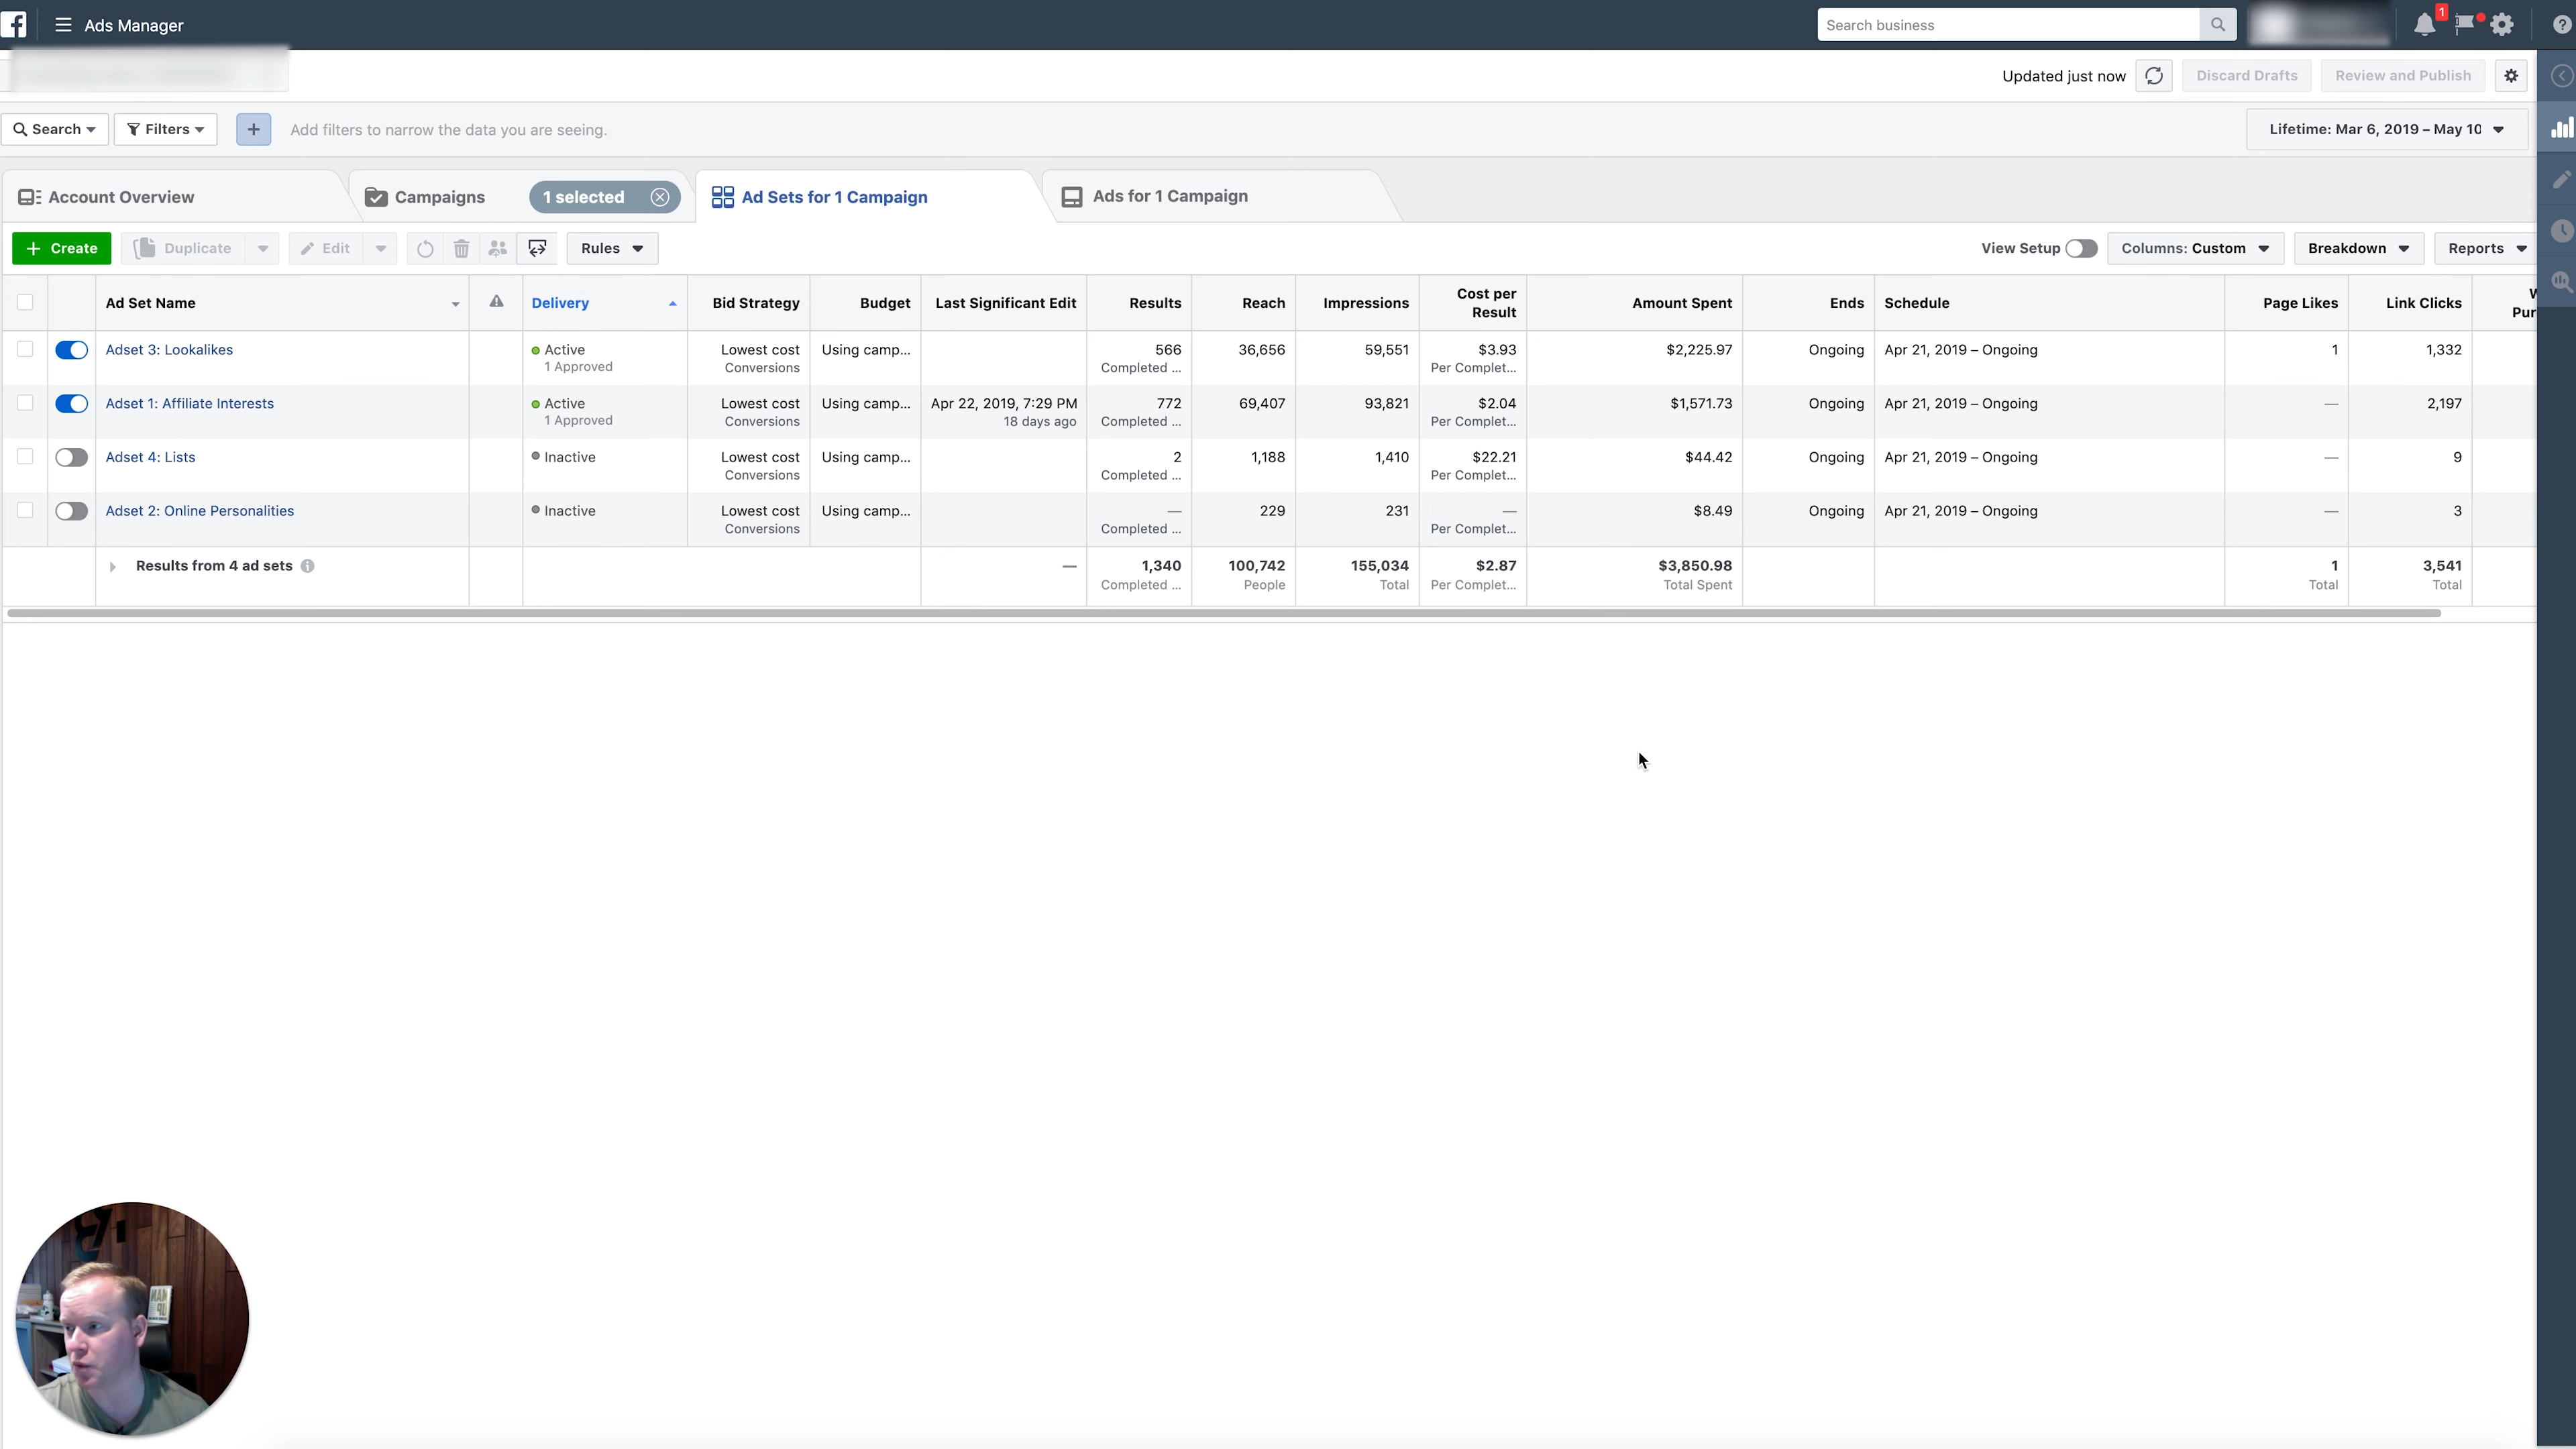 Ads Manager
Search business
1
Updated just now
Discard Drafts
Review and Publish
Search
Filters
+
Add filters to narrow the data you are seeing.
Lifetime: Mar 6, 2019 – May 10
Account Overview
Campaigns
1 selected
Ad Sets for 1 Campaign
Ads for 1 Campaign
+ Create
Duplicate
Edit
Rules
View Setup
Columns: Custom
Breakdown
Reports
Ad Set Name
Delivery
Bid Strategy
Budget
Last Significant Edit
Results
Reach
Impressions
Cost per
Result
Amount Spent
Ends
Schedule
Page Likes
Link Clicks
Adset 3: Lookalikes
Active
1 Approved
Lowest cost
Conversions
Using camp...
566
Completed ...
36,656
59,551
$3.93
Per Complet...
$2,225.97
Ongoing
Apr 21, 2019 – Ongoing
1
1,332
Adset 1: Affiliate Interests
Active
1 Approved
Lowest cost
Conversions
Using camp...
Apr 22, 2019, 7:29 PM
18 days ago
772
Completed ...
69,407
93,821
$2.04
Per Complet...
$1,571.73
Ongoing
Apr 21, 2019 – Ongoing
—
2,197
Adset 4: Lists
Inactive
Lowest cost
Conversions
Using camp...
2
Completed ...
1,188
1,410
$22.21
Per Complet...
$44.42
Ongoing
Apr 21, 2019 – Ongoing
—
9
Adset 2: Online Personalities
Inactive
Lowest cost
Conversions
Using camp...
—
Completed ...
229
231
—
Per Complet...
$8.49
Ongoing
Apr 21, 2019 – Ongoing
—
3
Results from 4 ad sets
—
1,340
Completed ...
100,742
People
155,034
Total
$2.87
Per Complet...
$3,850.98
Total Spent
1
Total
3,541
Total